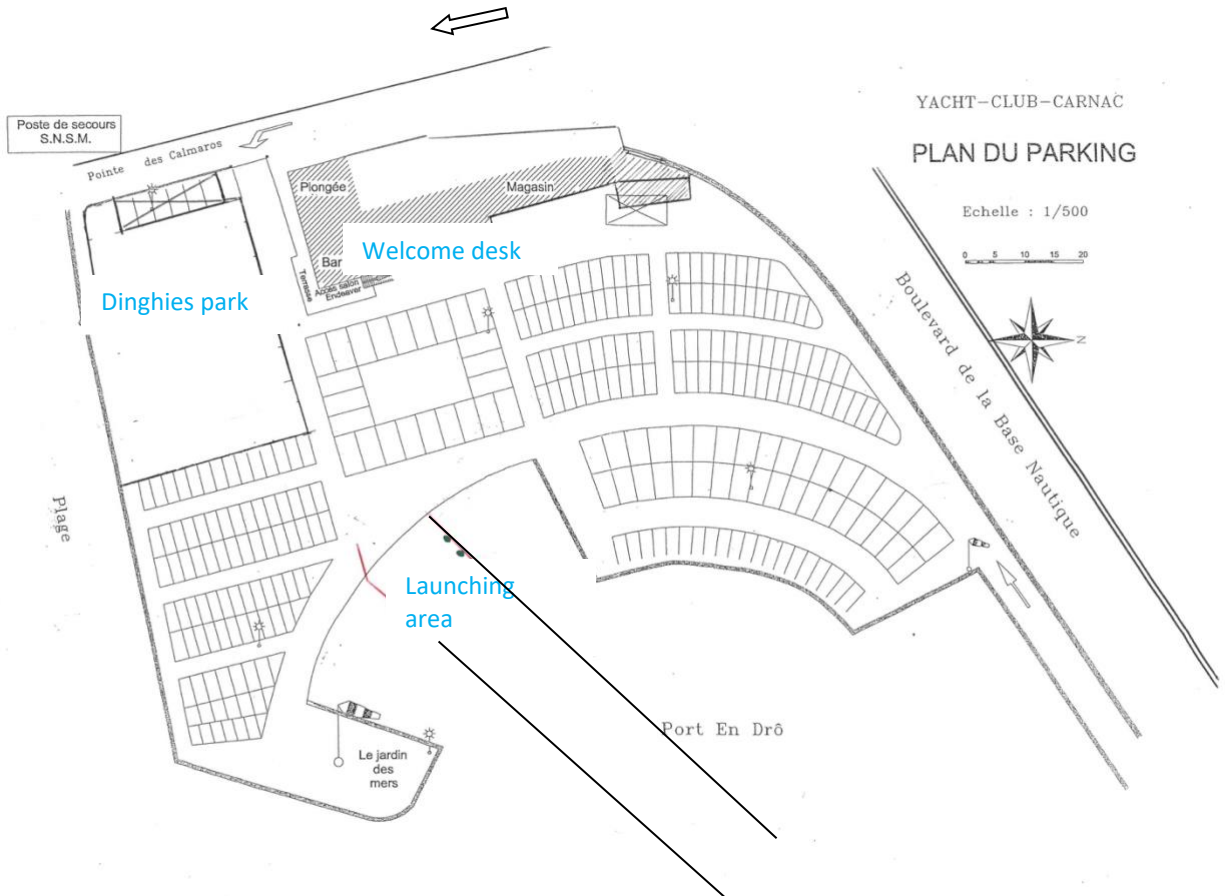 YACHT-CLUB-CARNAC
PLAN DU PARKING
Echelle : 1/500
0 5 10 15 20
Poste de secours
S.N.S.M.
Pointe des Calmaros
Plongée
Magasin
Welcome desk
Bar
Terrasse
Accès salon
Endeaver
Dinghies park
Boulevard de la Base Nautique
N
Plage
Launching
area
Port En Drô
Le jardin
des
mers